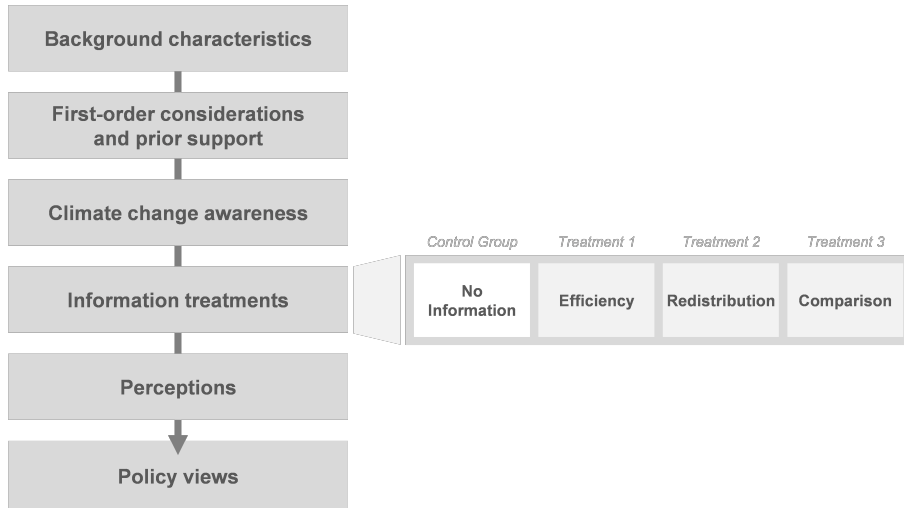 Background characteristics
First-order considerations
and prior support
Climate change awareness
Information treatments
Control Group
Treatment 1
Treatment 2
Treatment 3
No
Information
Efficiency
Redistribution
Comparison
Perceptions
Policy views